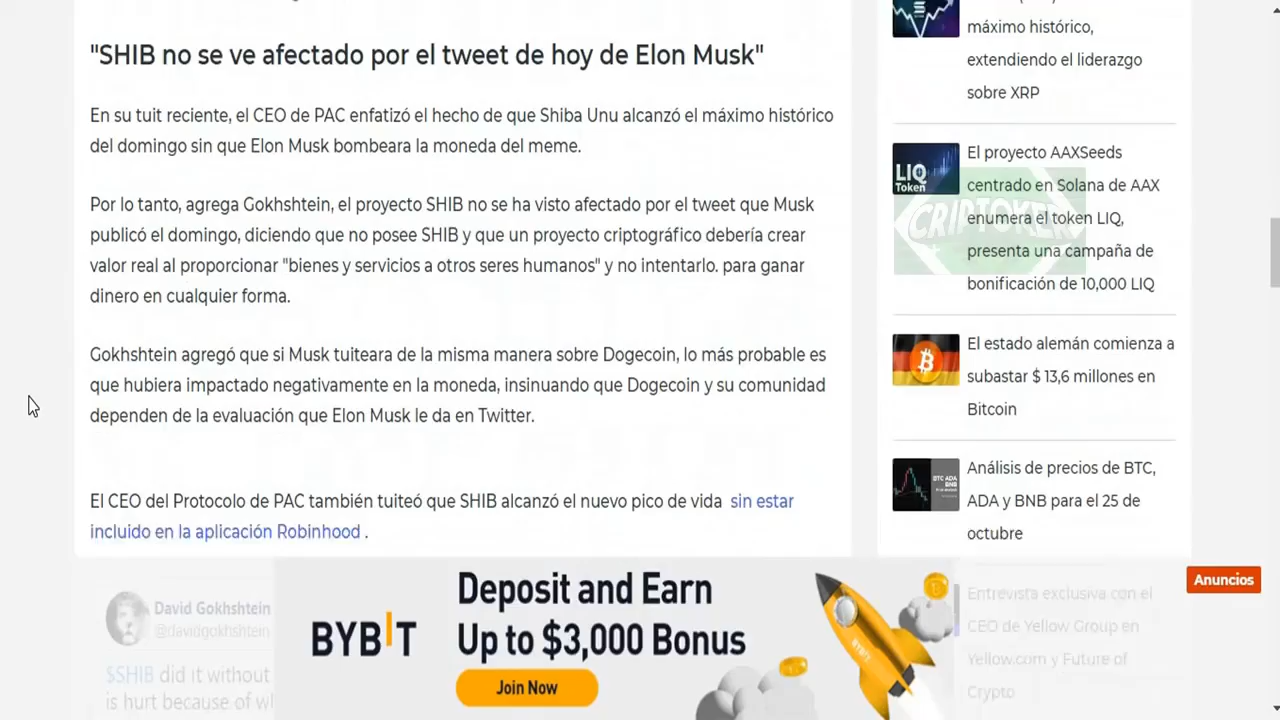 "SHIB no se ve afectado por el tweet de hoy de Elon Musk"
En su tuit reciente, el CEO de PAC enfatizó el hecho de que Shiba Unu alcanzó el máximo histórico
del domingo sin que Elon Musk bombeara la moneda del meme.
Por lo tanto, agrega Gokhshtein, el proyecto SHIB no se ha visto afectado por el tweet que Musk
publicó el domingo, diciendo que no posee SHIB y que un proyecto criptográfico debería crear
valor real al proporcionar "bienes y servicios a otros seres humanos" y no intentarlo. para ganar
dinero en cualquier forma.
Gokhshtein agregó que si Musk tuiteara de la misma manera sobre Dogecoin, lo más probable es
que hubiera impactado negativamente en la moneda, insinuando que Dogecoin y su comunidad
dependen de la evaluación que Elon Musk le da en Twitter.
El CEO del Protocolo de PAC también tuiteó que SHIB alcanzó el nuevo pico de vida sin estar
incluido en la aplicación Robinhood .
David Gokhshtein
@davidgokhshtein
$SHIB did it without
is hurt because of wl
BYBIT
Deposit and Earn
Up to $3,000 Bonus
Join Now
BYBIT
máximo histórico,
extendiendo el liderazgo
sobre XRP
LIQ
Token
El proyecto AAXSeeds
centrado en Solana de AAX
enumera el token LIQ,
presenta una campaña de
bonificación de 10,000 LIQ
CRIPTOKEN
El estado alemán comienza a
subastar $ 13,6 millones en
Bitcoin
BTC ADA
BNB
Análisis de precios de BTC,
ADA y BNB para el 25 de
octubre
Anuncios
Entrevista exclusiva con el
CEO de Yellow Group en
Yellow.com y Future of
Crypto